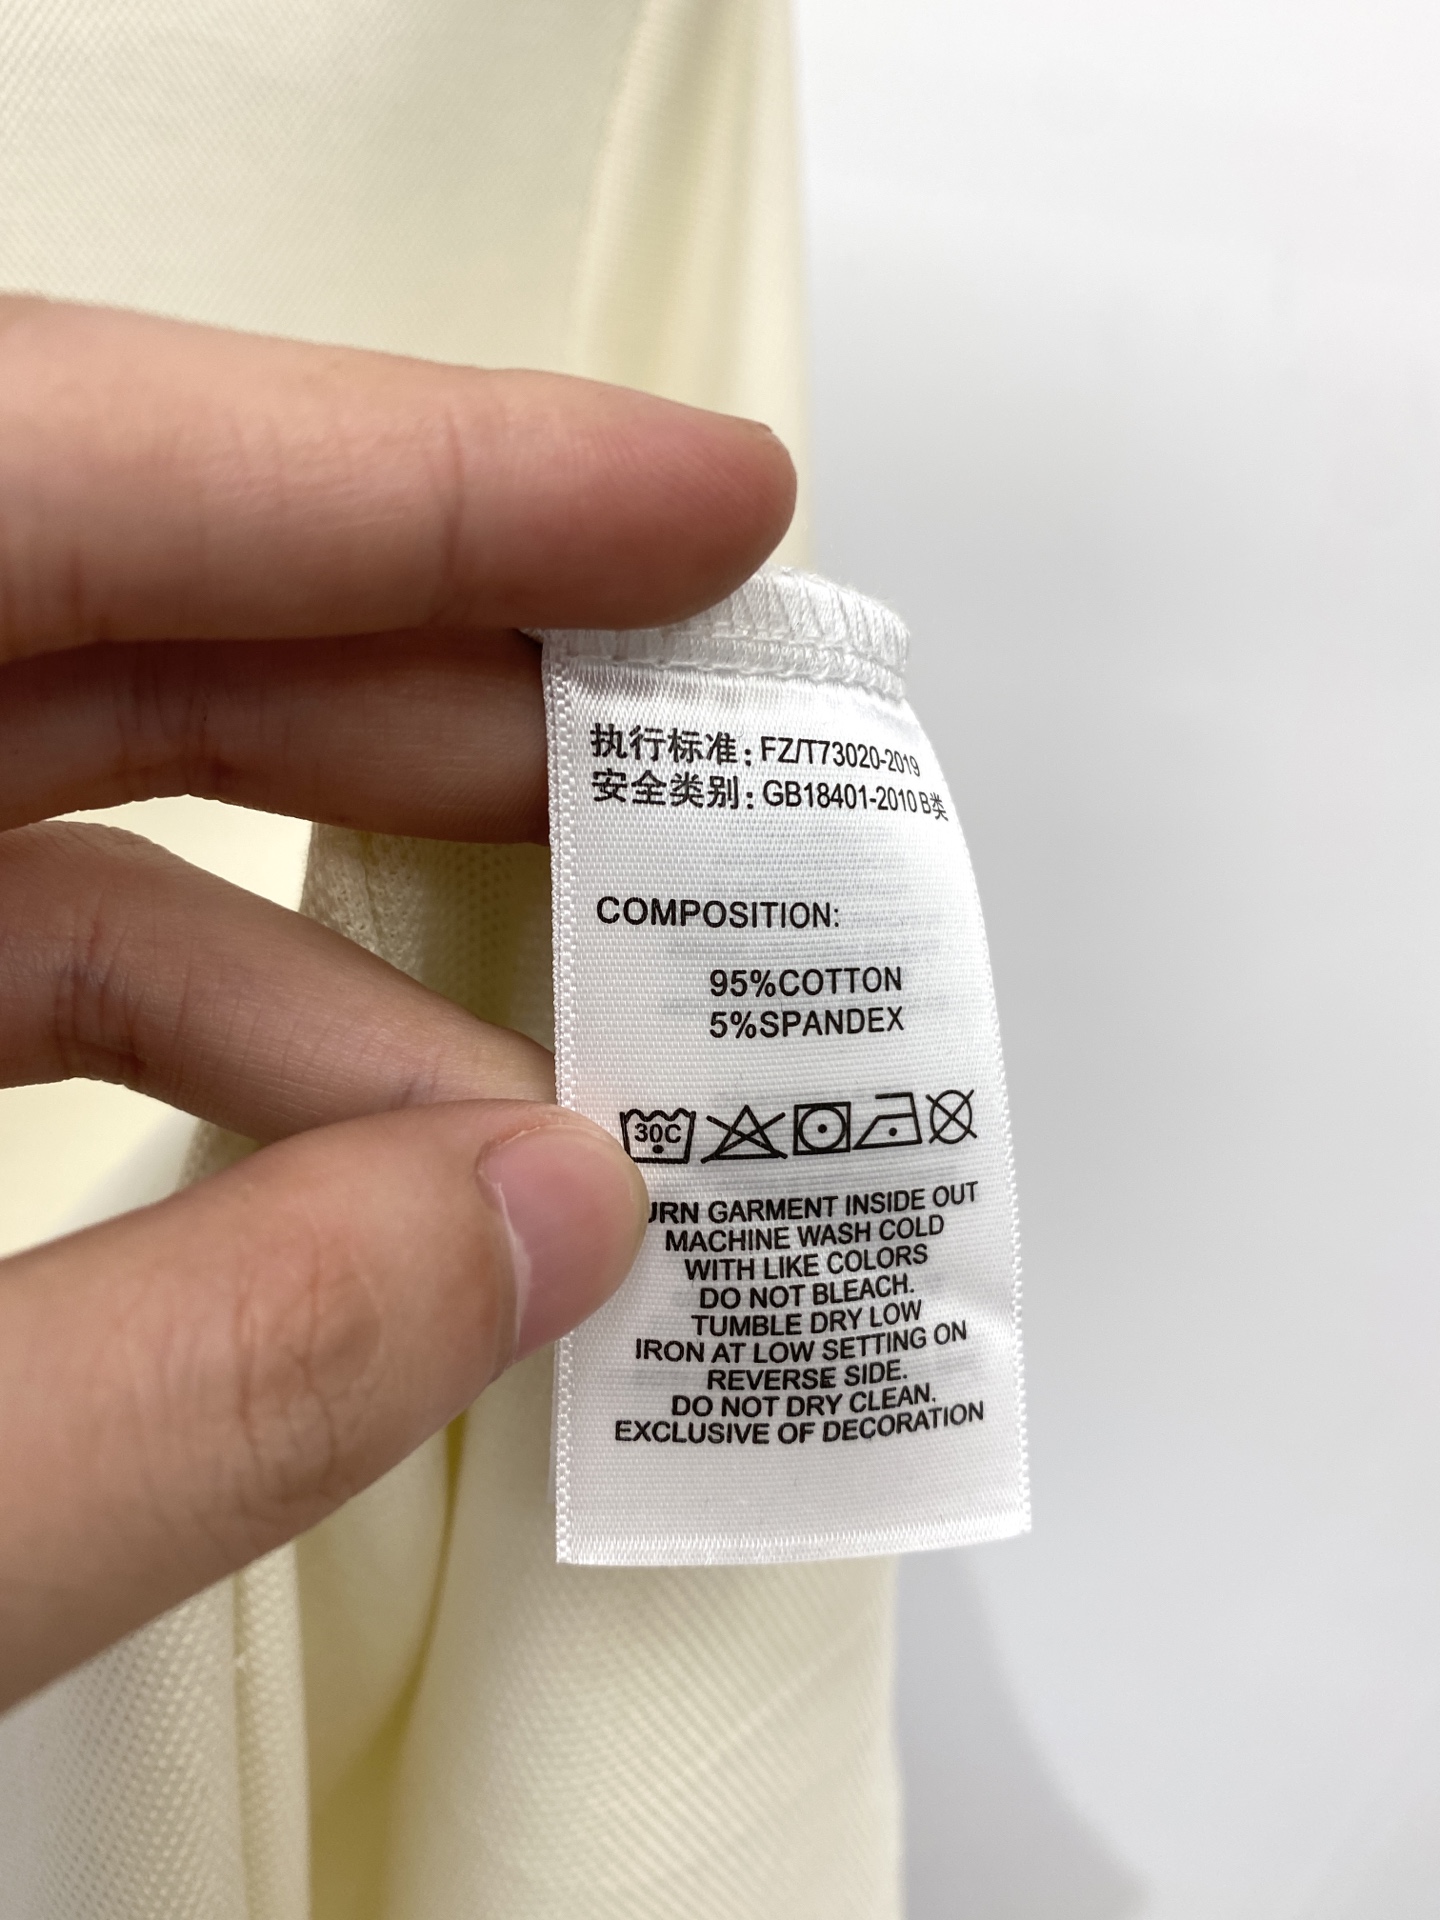 执行标准：FZ/T73020-2019
安全类别：GB18401-2010 B类
COMPOSITION:
95%COTTON
5%SPANDEX
30C
GARMENT INSIDE OUT
MACHINE WASH COLD
WITH LIKE COLORS
DO NOT BLEACH.
TUMBLE DRY LOW
IRON AT LOW SETTING ON
REVERSE SIDE.
DO NOT DRY CLEAN.
EXCLUSIVE OF DECORATION